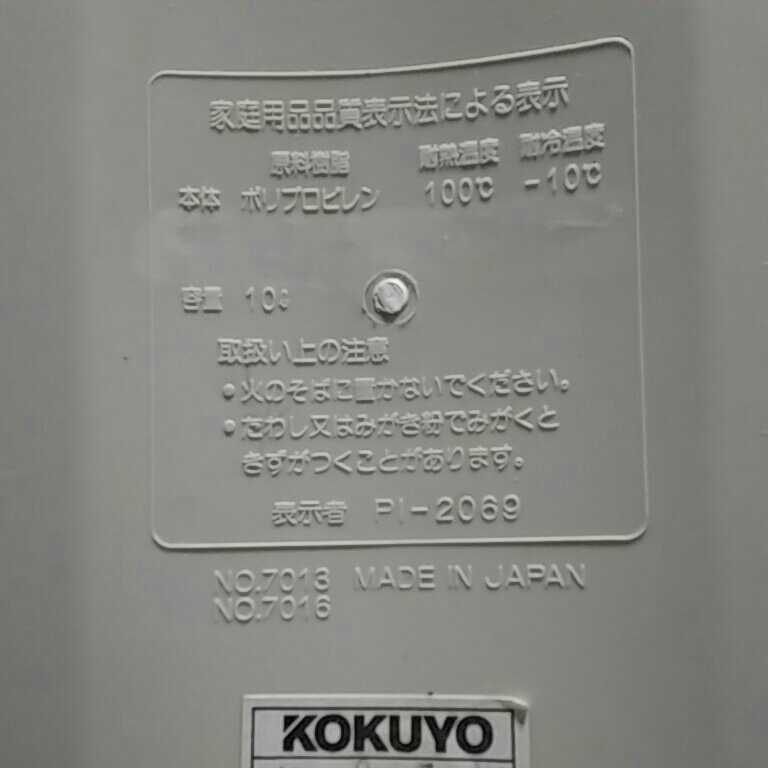 家庭用品品質表示法による表示
原料樹脂 耐熱温度 耐冷温度
本体 ポリプロピレン 100℃ -10℃
容量 10ℓ
取扱い上の注意
・火のそばに置かないでください。
・たわし又はみがき粉でみがくと
きずがつくことがあります。
表示者 PI-2069
NO.7013 MADE IN JAPAN
NO.7016
KOKUYO